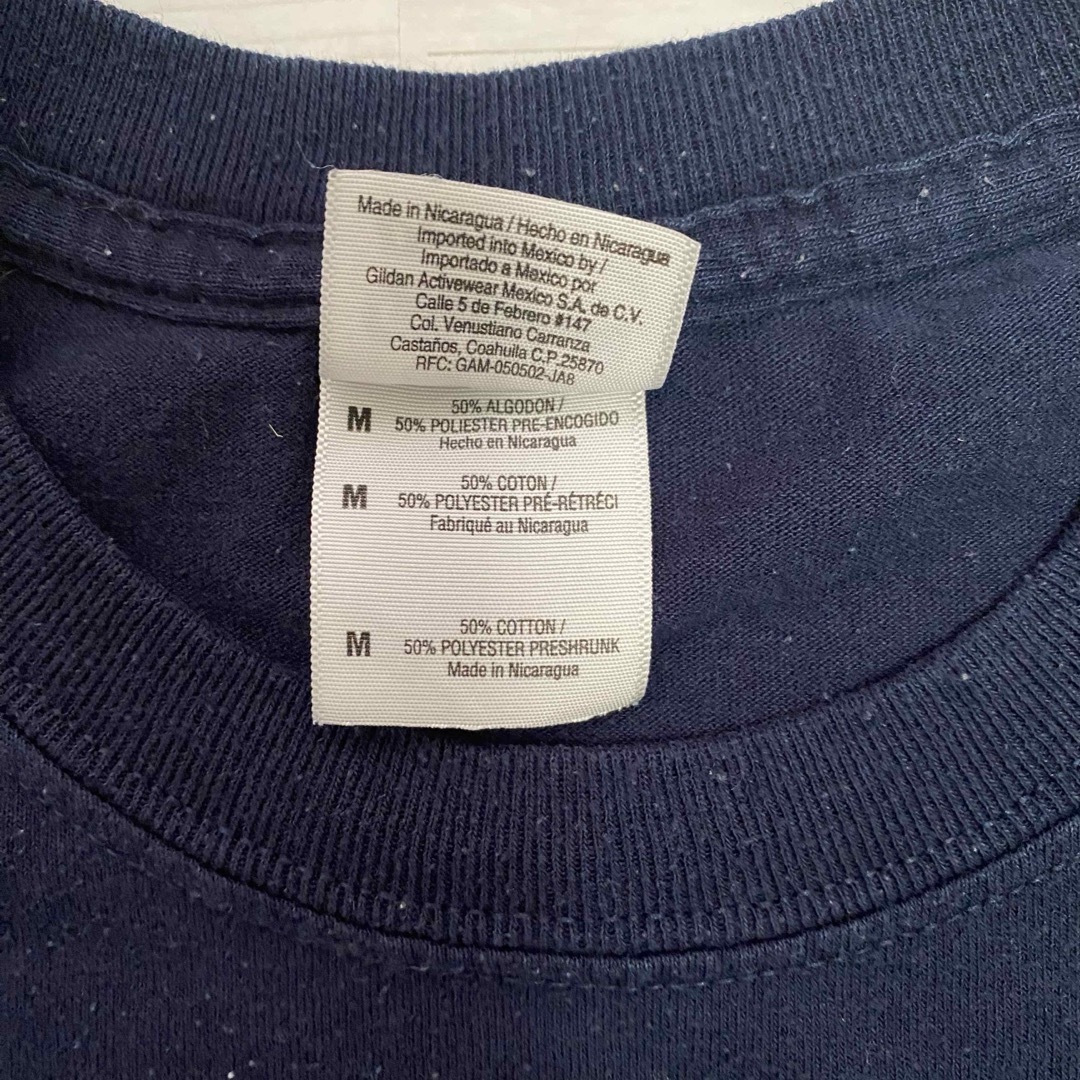 Made in Nicaragua / Hecho en Nicaragua
Imported into Mexico by /
Importado a Mexico por
Gildan Activewear Mexico S.A. de C.V.
Calle 5 de Febrero #147
Col. Venustiano Carranza
Castaños, Coahuila C.P. 25870
RFC: GAM-050502-JA8
M 50% ALGODON /
50% POLIESTER PRE-ENCOGIDO
Hecho en Nicaragua
M 50% COTON /
50% POLYESTER PRÉ-RÉTRÉCI
Fabriqué au Nicaragua
M 50% COTTON /
50% POLYESTER PRESHRUNK
Made in Nicaragua